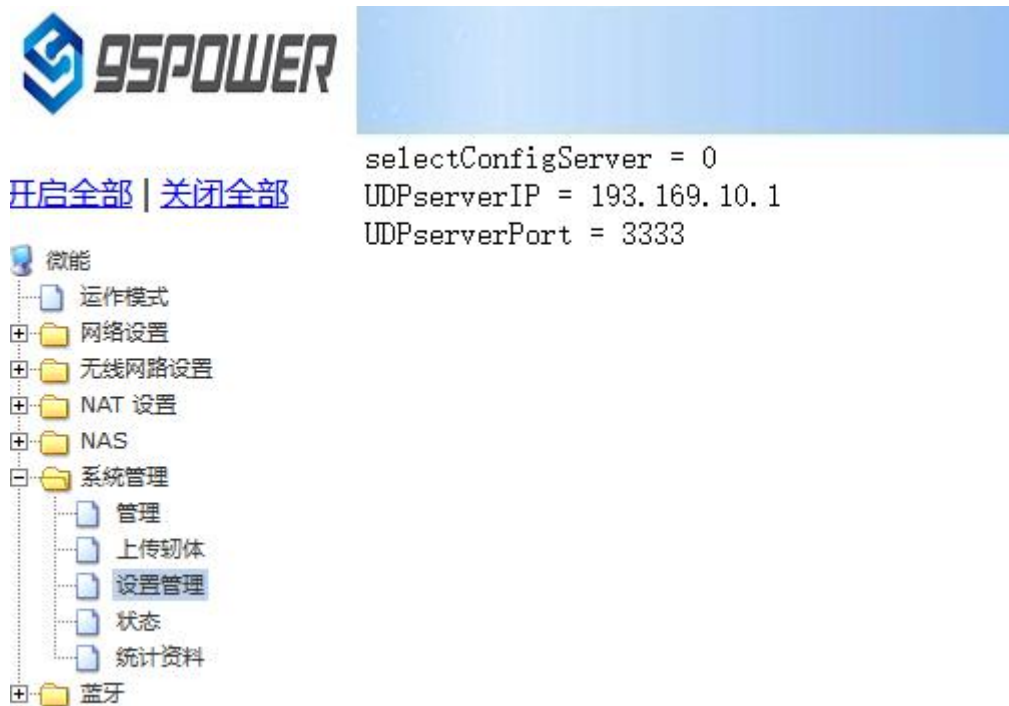 95POWER
开启全部 | 关闭全部
微能
运作模式
网络设置
无线网路设置
NAT 设置
NAS
系统管理
管理
上传轫体
设置管理
状态
统计资料
蓝牙
selectConfigServer = 0
UDPserverIP = 193.169.10.1
UDPserverPort = 3333